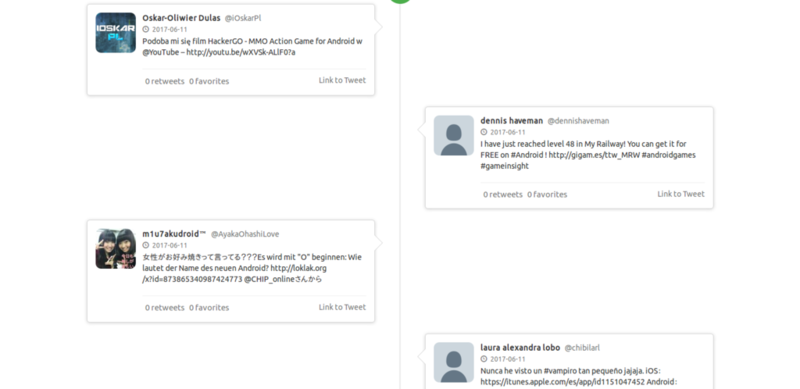 IOSKAR
PL
Oskar-Oliwier Dulas @iOskarPl
2017-06-11
Podoba mi się film HackerGO - MMO Action Game for Android w
@YouTube – http://youtu.be/wXVSk-ALlF0?a
0 retweets 0 favorites Link to Tweet
dennis haveman @dennishaveman
2017-06-11
I have just reached level 48 in My Railway! You can get it for
FREE on #Android ! http://gigam.es/ttw_MRW #androidgames
#gameinsight
0 retweets 0 favorites Link to Tweet
m1u7akudroid™ @AyakaOhashiLove
2017-06-11
女性がお好み焼きって言ってる???Es wird mit "O" beginnen: Wie
lautet der Name des neuen Android? http://loklak.org
/x?id=873865340987424773 @CHIP_onlineさんから
0 retweets 0 favorites Link to Tweet
laura alexandra lobo @chibilarl
2017-06-11
Nunca he visto un #vampiro tan pequeño jajaja. iOS:
https://itunes.apple.com/es/app/id1151047452 Android: